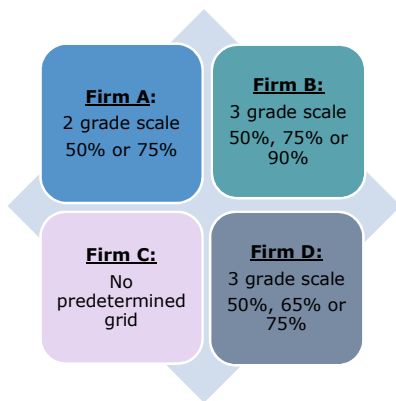 Firm A:
2 grade scale
50% or 75%
Firm B:
3 grade scale
50%, 75% or
90%
Firm C:
No
predetermined
grid
Firm D:
3 grade scale
50%, 65% or
75%